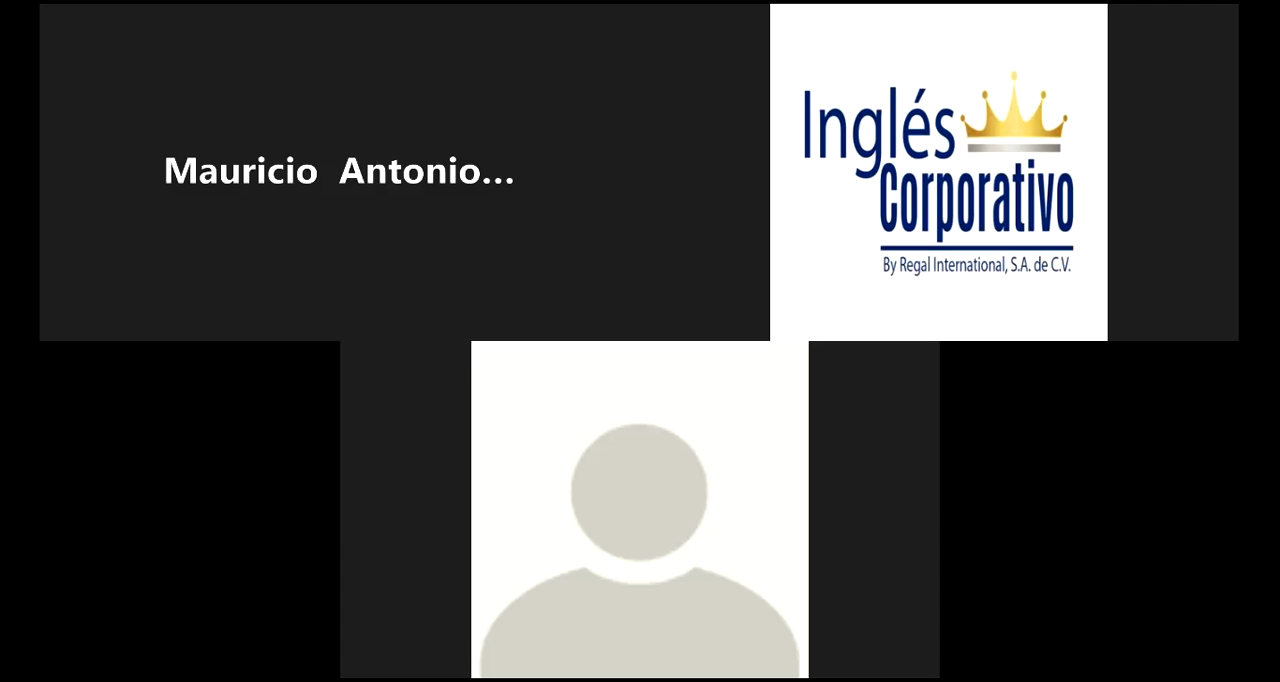 Mauricio Antonio...
Inglés
Corporativo
By Regal International, S.A. de C.V.